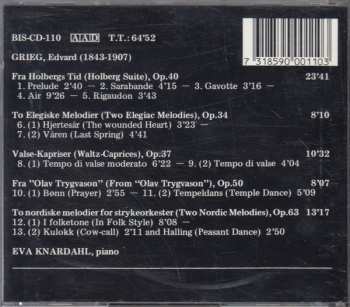 BIS-CD-110 AAD T.T.: 64'52
GRIEG, Edvard (1843-1907)
7 318590 001103
Fra Holbergs Tid (Holberg Suite), Op.40 23'41
1. Prelude 2'40 – 2. Sarabande 4'15 – 3. Gavotte 3'16 –
4. Air 9'26 – 5. Rigaudon 3'43
To Elegiske Melodier (Two Elegiac Melodies), Op.34 8'10
6. (1) Hjertesår (The wounded Heart) 3'23 –
7. (2) Våren (Last Spring) 4'41
Valse-Kapriser (Waltz-Caprices), Op.37 10'32
8. (1) Tempo di valse moderato 6'22 – 9. (2) Tempo di valse 4'04
Fra "Olav Trygvason" (From "Olav Trygvason"), Op.50 8'07
10. (1) Bønn (Prayer) 2'55 – 11. (2) Tempeldans (Temple Dance) 5'09
To nordiske melodier for strykeorkester (Two Nordic Melodies), Op.63 13'17
12. (1) I folketone (In Folk Style) 8'08 –
13. (2) Kulokk (Cow-call) 2'11 and Halling (Peasant Dance) 2'50
EVA KNARDAHL, piano